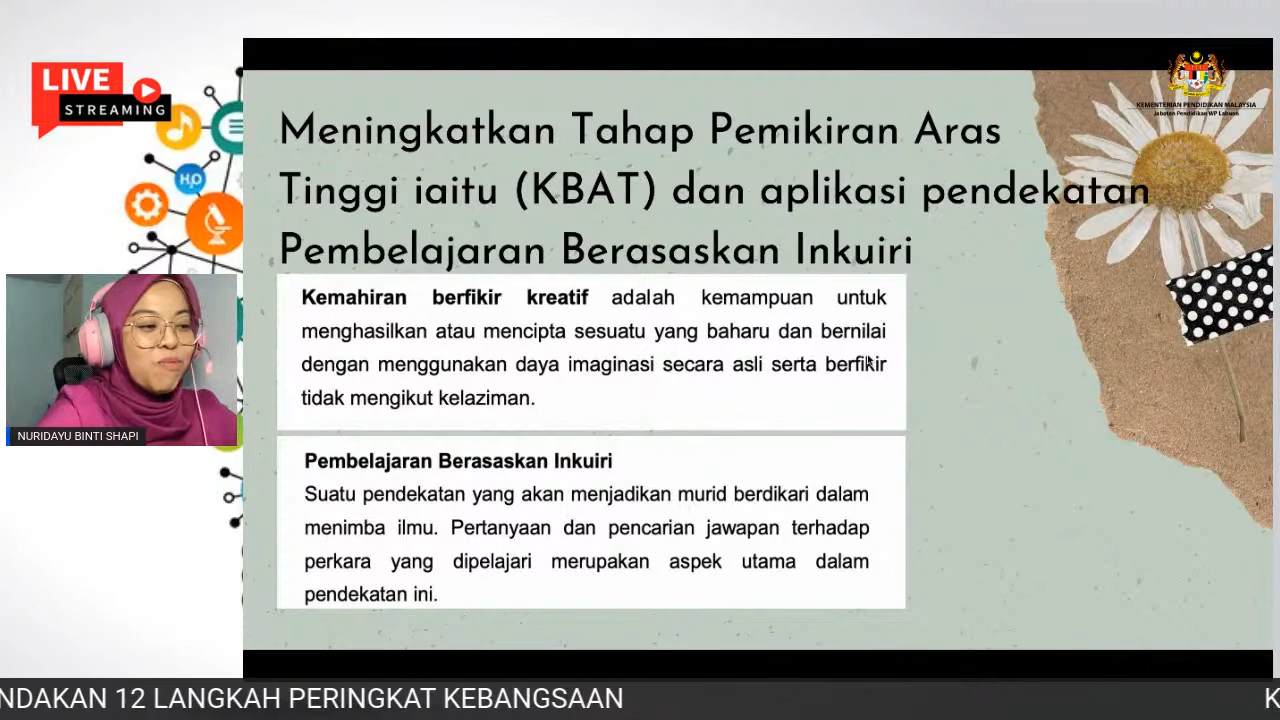 LIVE
STREAMING
H2O
KEMENTERIAN PENDIDIKAN MALAYSIA
Jabatan Pendidikan WP Labuan
Meningkatkan Tahap Pemikiran Aras
Tinggi iaitu (KBAT) dan aplikasi pendekatan
Pembelajaran Berasaskan Inkuiri
Kemahiran berfikir kreatif adalah kemampuan untuk
menghasilkan atau mencipta sesuatu yang baharu dan bernilai
dengan menggunakan daya imaginasi secara asli serta berfikir
tidak mengikut kelaziman.
Pembelajaran Berasaskan Inkuiri
Suatu pendekatan yang akan menjadikan murid berdikari dalam
menimba ilmu. Pertanyaan dan pencarian jawapan terhadap
perkara yang dipelajari merupakan aspek utama dalam
pendekatan ini.
NURIDAYU BINTI SHAPI
NDAKAN 12 LANGKAH PERINGKAT KEBANGSAAN
K